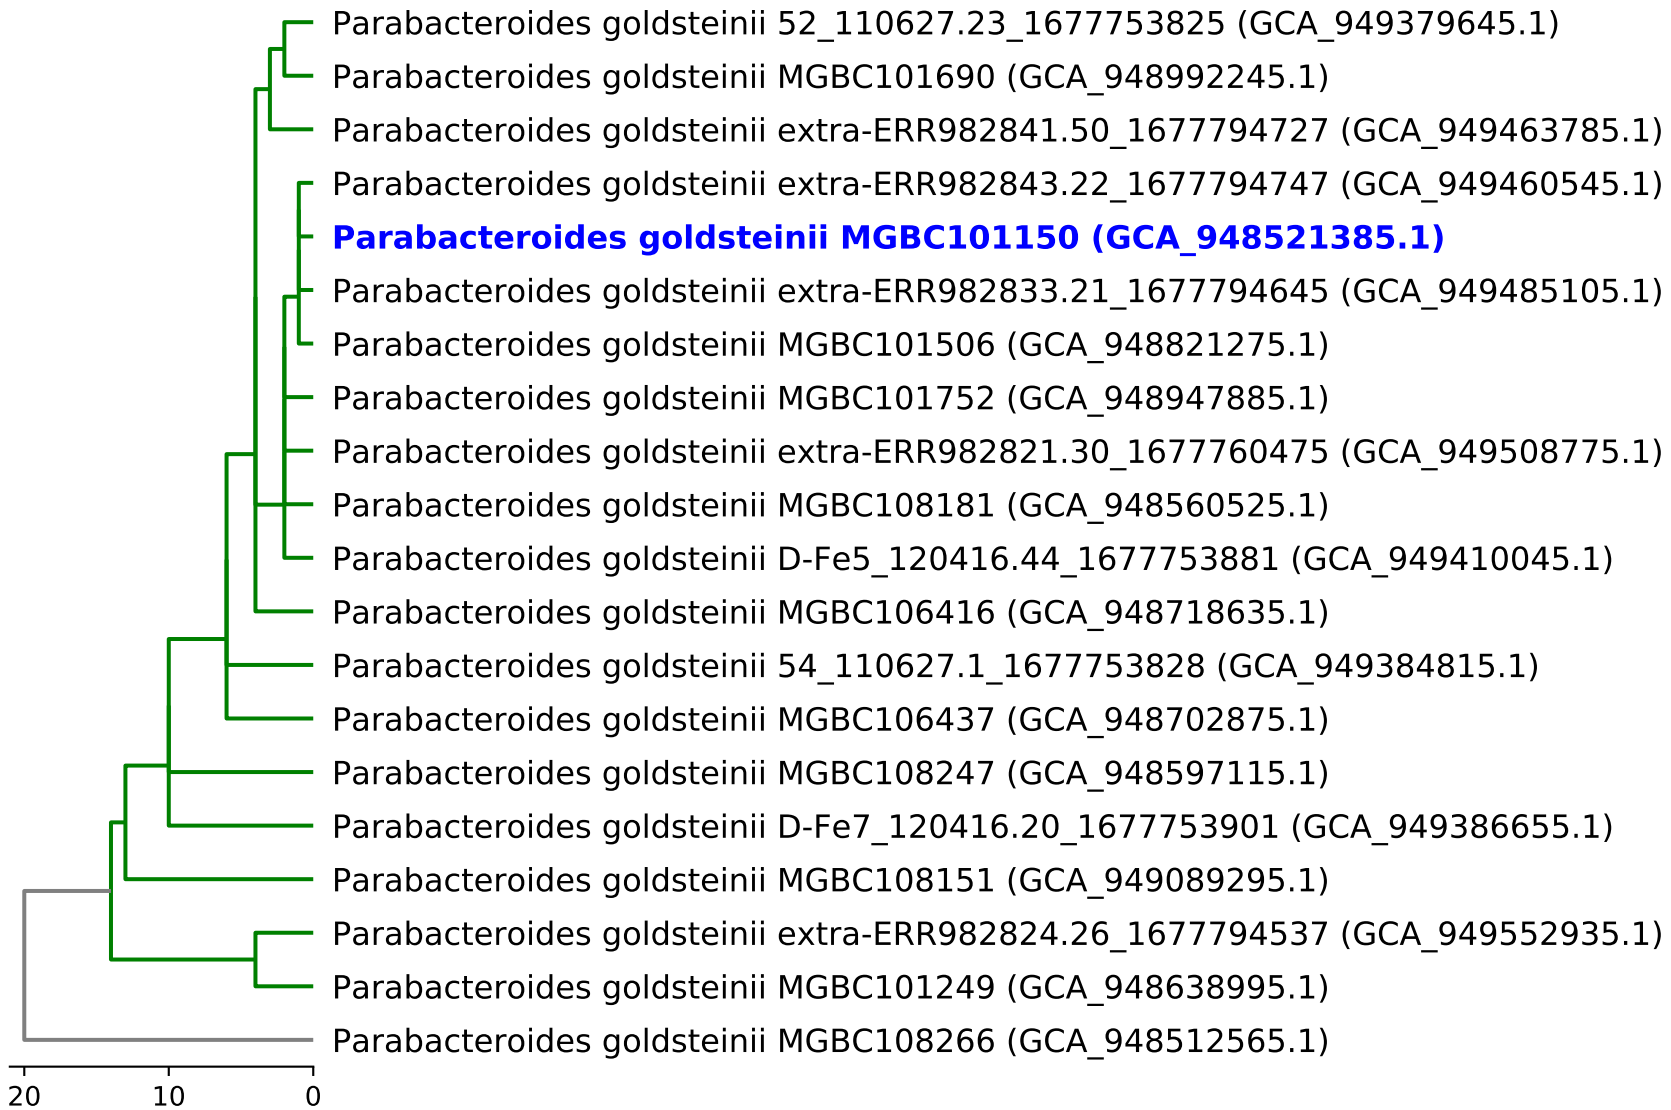 Parabacteroides goldsteinii 52_110627.23_1677753825 (GCA_949379645.1)
Parabacteroides goldsteinii MGBC101690 (GCA_948992245.1)
Parabacteroides goldsteinii extra-ERR982841.50_1677794727 (GCA_949463785.1)
Parabacteroides goldsteinii extra-ERR982843.22_1677794747 (GCA_949460545.1)
Parabacteroides goldsteinii MGBC101150 (GCA_948521385.1)
Parabacteroides goldsteinii extra-ERR982833.21_1677794645 (GCA_949485105.1)
Parabacteroides goldsteinii MGBC101506 (GCA_948821275.1)
Parabacteroides goldsteinii MGBC101752 (GCA_948947885.1)
Parabacteroides goldsteinii extra-ERR982821.30_1677760475 (GCA_949508775.1)
Parabacteroides goldsteinii MGBC108181 (GCA_948560525.1)
Parabacteroides goldsteinii D-Fe5_120416.44_1677753881 (GCA_949410045.1)
Parabacteroides goldsteinii MGBC106416 (GCA_948718635.1)
Parabacteroides goldsteinii 54_110627.1_1677753828 (GCA_949384815.1)
Parabacteroides goldsteinii MGBC106437 (GCA_948702875.1)
Parabacteroides goldsteinii MGBC108247 (GCA_948597115.1)
Parabacteroides goldsteinii D-Fe7_120416.20_1677753901 (GCA_949386655.1)
Parabacteroides goldsteinii MGBC108151 (GCA_949089295.1)
Parabacteroides goldsteinii extra-ERR982824.26_1677794537 (GCA_949552935.1)
Parabacteroides goldsteinii MGBC101249 (GCA_948638995.1)
Parabacteroides goldsteinii MGBC108266 (GCA_948512565.1)
20 10 0